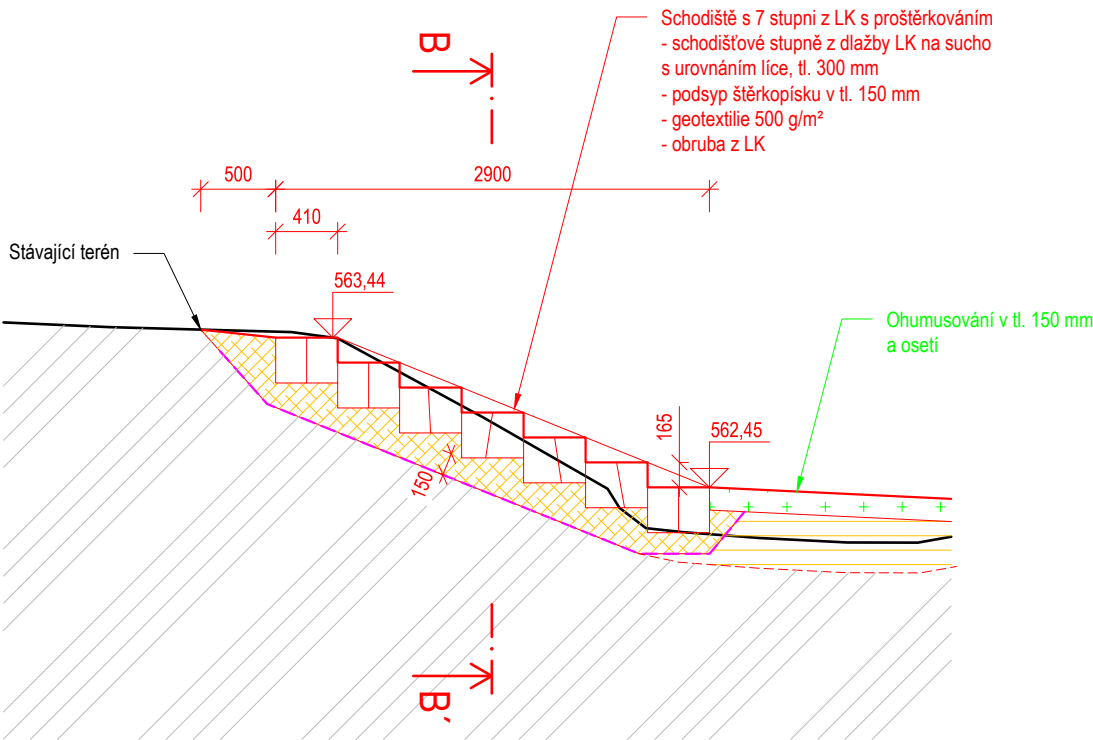 Schodiště s 7 stupni z LK s proštěrkováním
- schodišťové stupně z dlažby LK na sucho
s urovnáním líce, tl. 300 mm
- podsyp štěrkopísku v tl. 150 mm
- geotextilie 500 g/m²
- obruba z LK
B
500
2900
410
Stávající terén
563,44
Ohumusování v tl. 150 mm
a osetí
165
562,45
150
B'